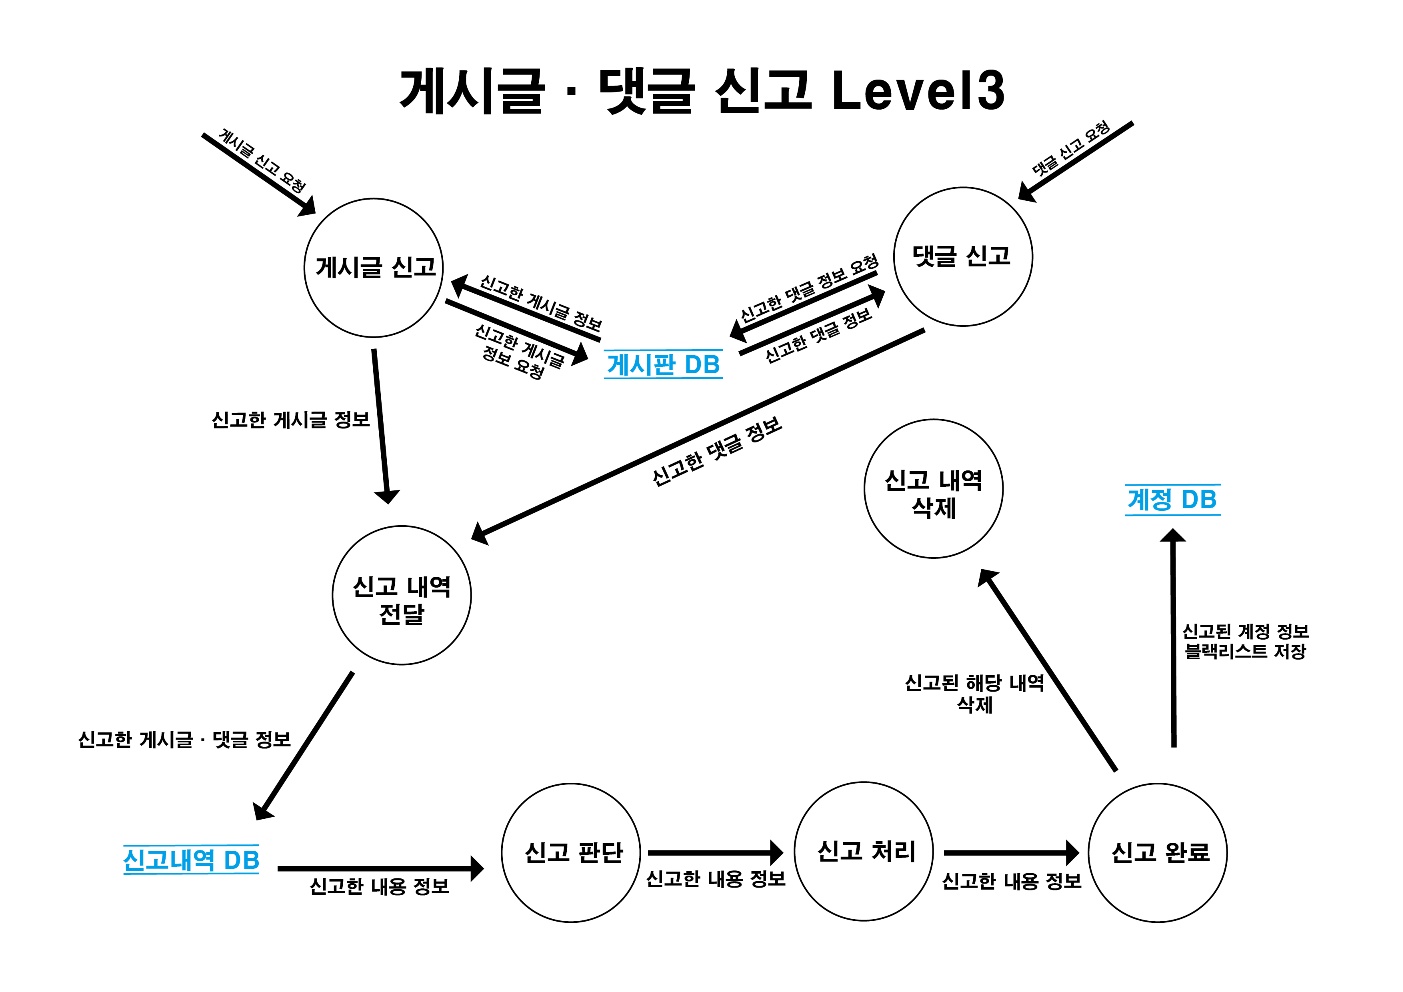 게시글 · 댓글 신고 Level3
게시글 신고 요청
댓글 신고 요청
게시글 신고
댓글 신고
신고한 게시글 정보
신고한 게시글
정보 요청
게시판 DB
신고한 댓글 정보 요청
신고한 댓글 정보
신고한 게시글 정보
신고한 댓글 정보
신고 내역
삭제
계정 DB
신고 내역
전달
신고된 계정 정보
블랙리스트 저장
신고된 해당 내역
삭제
신고한 게시글 · 댓글 정보
신고내역 DB
신고한 내용 정보
신고 판단
신고한 내용 정보
신고 처리
신고한 내용 정보
신고 완료